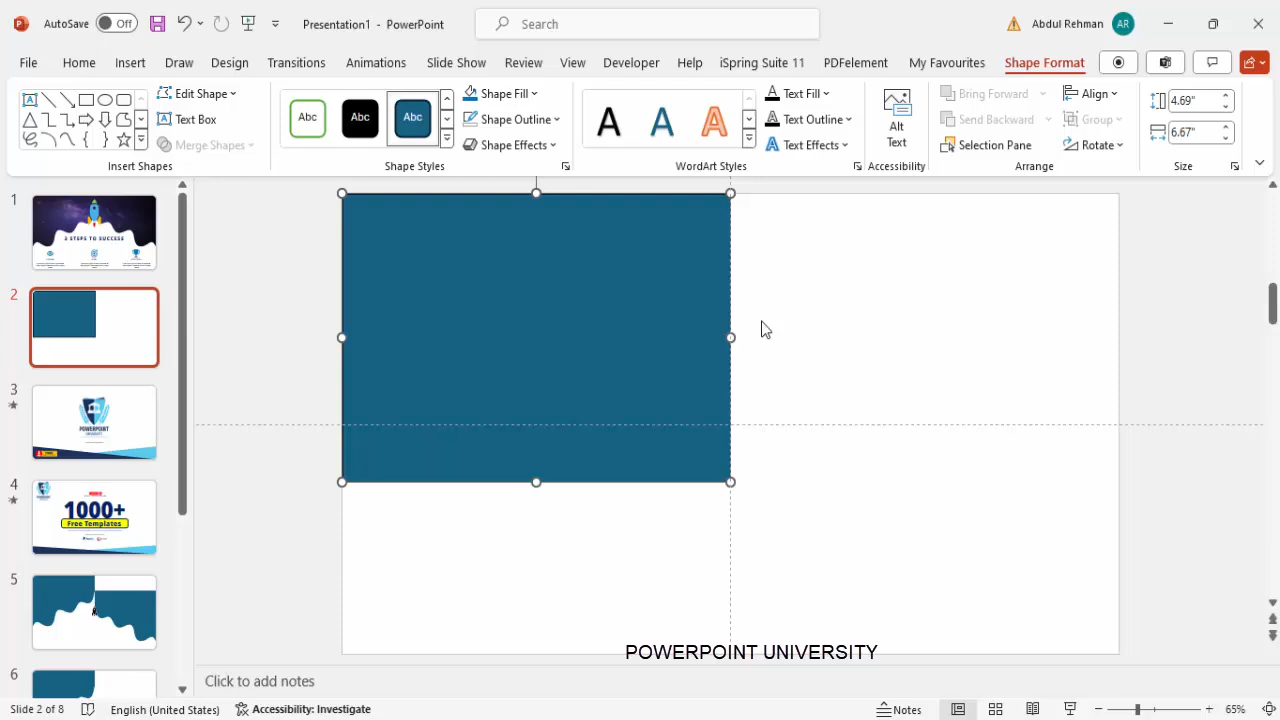 AutoSave Off Presentation1 - PowerPoint Search Abdul Rehman AR
File Home Insert Draw Design Transitions Slide Show Animations Review View Developer Help iSpring Suite 11 PDFelement My Favourites Shape Format
Edit Shape
Text Box
Merge Shapes
Insert Shapes
Abc Abc Abc
Shape Fill
Shape Outline
Shape Effects
Shape Styles
A A A
Text Fill
Text Outline
Text Effects
WordArt Styles
Alt
Text
Accessibility
Bring Forward
Send Backward
Selection Pane
Align
Group
Rotate
Arrange
4.69"
6.67"
Size
1
3 STEPS TO SUCCESS
2
3
POWERPOINT
4
1000+
Free Templates
5
6
POWERPOINT UNIVERSITY
Click to add notes
Slide 2 of 8 English (United States) Accessibility: Investigate Notes 65%